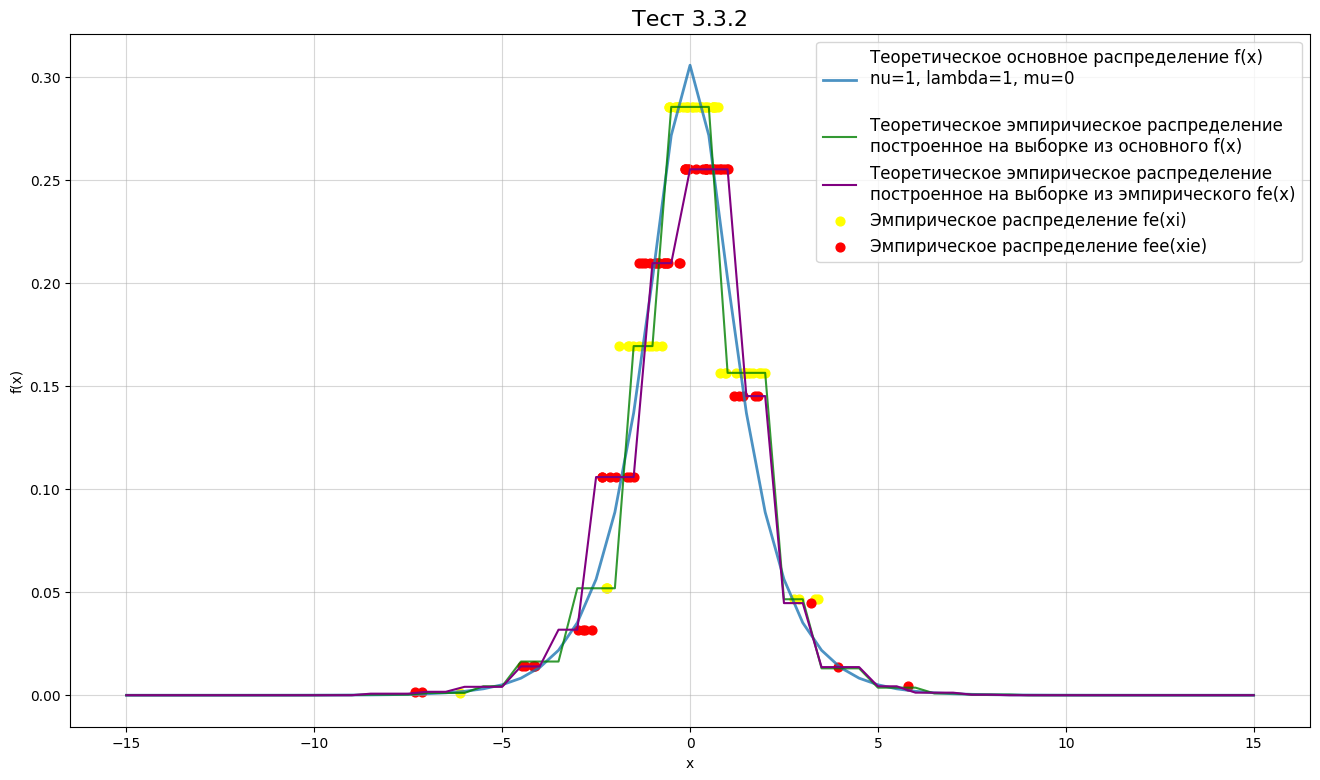 Тест 3.3.2
f(x)
0.30
0.25
0.20
0.15
0.10
0.05
0.00
Теоретическое основное распределение f(x)
nu=1, lambda=1, mu=0
Теоретическое эмпиричиеское распределение
построенное на выборке из основного f(x)
Теоретическое эмпирическое распределение
построенное на выборке из эмпирического fe(x)
Эмпирическое распределение fe(xi)
Эмпирическое распределение fee(xie)
−15 −10 −5 0 5 10 15
x